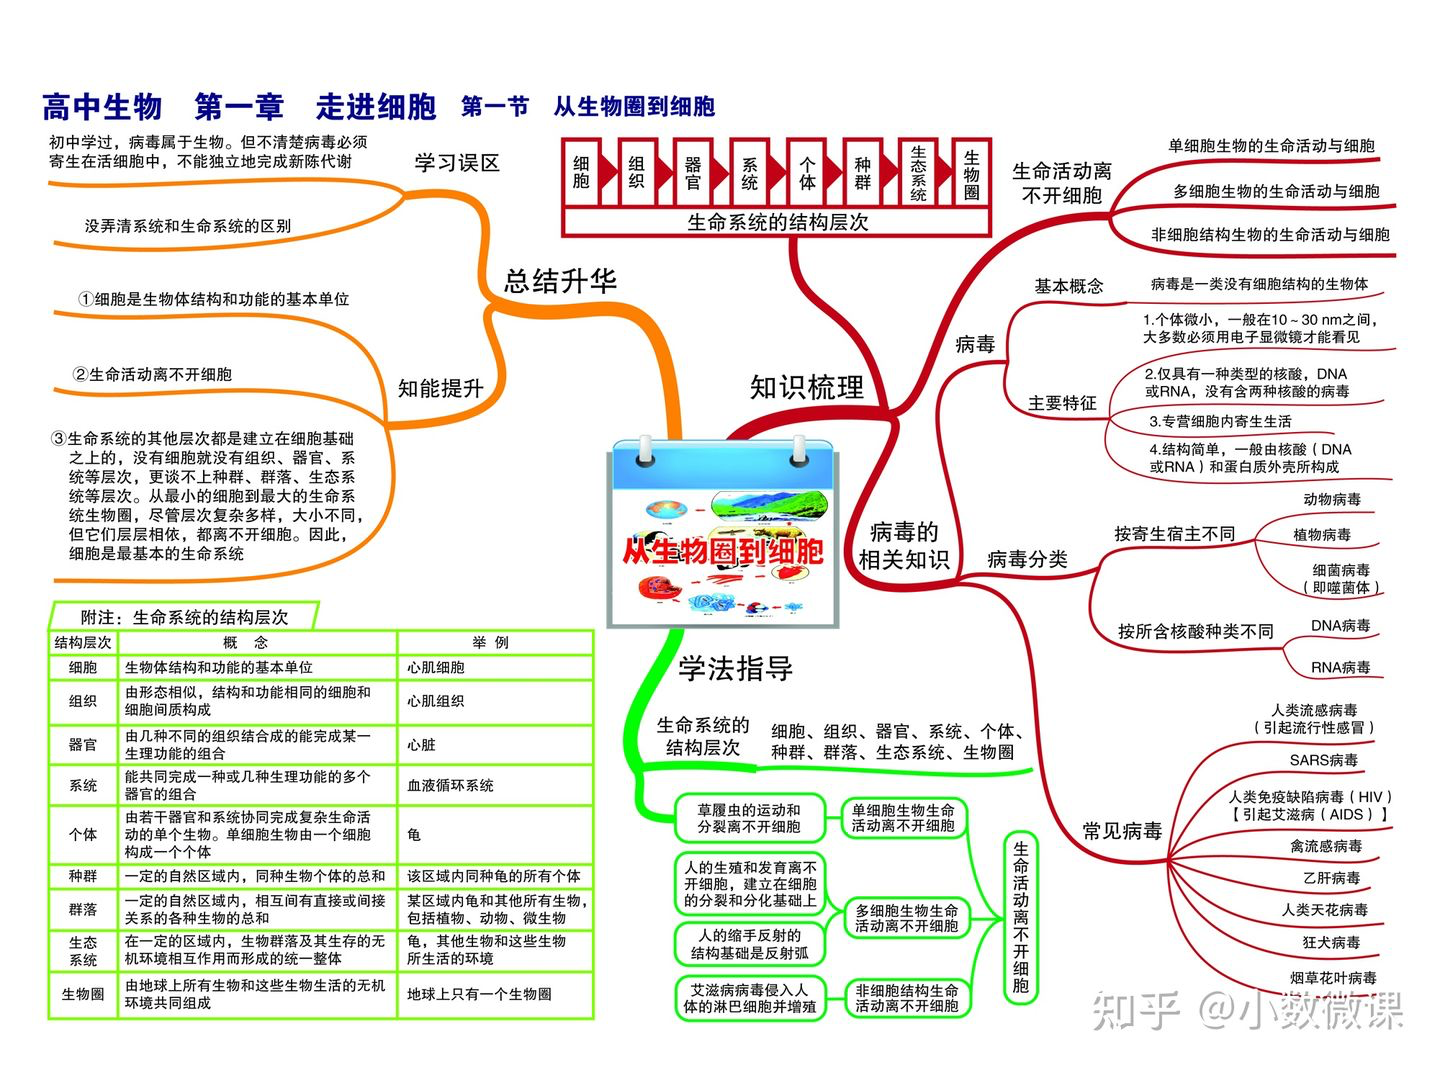 高中生物 第一章 走进细胞 第一节 从生物圈到细胞
初中学过，病毒属于生物。但不清楚病毒必须
寄生在活细胞中，不能独立地完成新陈代谢
学习误区
没弄清系统和生命系统的区别
总结升华
①细胞是生物体结构和功能的基本单位
②生命活动离不开细胞
知能提升
③生命系统的其他层次都是建立在细胞基础
之上的，没有细胞就没有组织、器官、系
统等层次，更谈不上种群、群落、生态系
统等层次。从最小的细胞到最大的生命系
统生物圈，尽管层次复杂多样，大小不同，
但它们层层相依，都离不开细胞。因此，
细胞是最基本的生命系统
细胞 组织 器官 系统 个体 种群 生态系统 生物圈
生命系统的结构层次
知识梳理
生命活动离
不开细胞
单细胞生物的生命活动与细胞
多细胞生物的生命活动与细胞
非细胞结构生物的生命活动与细胞
病毒的
相关知识
病毒
基本概念
病毒是一类没有细胞结构的生物体
主要特征
1.个体微小，一般在10～30 nm之间，
大多数必须用电子显微镜才能看见
2.仅具有一种类型的核酸，DNA
或RNA，没有含两种核酸的病毒
3.专营细胞内寄生生活
4.结构简单，一般由核酸（DNA
或RNA）和蛋白质外壳所构成
病毒分类
按寄生宿主不同
动物病毒
植物病毒
细菌病毒
（即噬菌体）
按所含核酸种类不同
DNA病毒
RNA病毒
常见病毒
人类流感病毒
（引起流行性感冒）
SARS病毒
人类免疫缺陷病毒（HIV）
【引起艾滋病（AIDS）】
禽流感病毒
乙肝病毒
人类天花病毒
狂犬病毒
烟草花叶病毒
从生物圈到细胞
学法指导
生命系统的
结构层次
细胞、组织、器官、系统、个体、
种群、群落、生态系统、生物圈
草履虫的运动和
分裂离不开细胞
单细胞生物生命
活动离不开细胞
人的生殖和发育离不
开细胞，建立在细胞
的分裂和分化基础上
人的缩手反射的
结构基础是反射弧
多细胞生物生命
活动离不开细胞
艾滋病病毒侵入人
体的淋巴细胞并增殖
非细胞结构生命
活动离不开细胞
生命活动离不开细胞
附注：生命系统的结构层次
结构层次 概 念 举 例
细胞 生物体结构和功能的基本单位 心肌细胞
组织 由形态相似，结构和功能相同的细胞和
细胞间质构成 心肌组织
器官 由几种不同的组织结合成的能完成某一
生理功能的组合 心脏
系统 能共同完成一种或几种生理功能的多个
器官的组合 血液循环系统
个体 由若干器官和系统协同完成复杂生命活
动的单个生物。单细胞生物由一个细胞
构成一个个体 龟
种群 一定的自然区域内，同种生物个体的总和 该区域内同种龟的所有个体
群落 一定的自然区域内，相互间有直接或间接
关系的各种生物的总和 某区域内龟和其他所有生物，
包括植物、动物、微生物
生态
系统 在一定的区域内，生物群落及其生存的无
机环境相互作用而形成的统一整体 龟，其他生物和这些生物
所生活的环境
生物圈 由地球上所有生物和这些生物生活的无机
环境共同组成 地球上只有一个生物圈
知乎 @小数微课